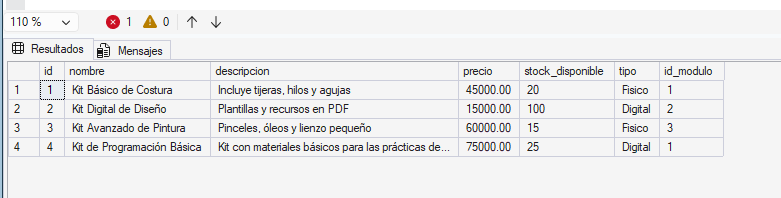 110 % 1 0
Resultados Mensajes
id nombre descripcion precio stock_disponible tipo id_modulo
1 1 Kit Básico de Costura Incluye tijeras, hilos y agujas 45000.00 20 Fisico 1
2 2 Kit Digital de Diseño Plantillas y recursos en PDF 15000.00 100 Digital 2
3 3 Kit Avanzado de Pintura Pinceles, óleos y lienzo pequeño 60000.00 15 Fisico 3
4 4 Kit de Programación Básica Kit con materiales básicos para las prácticas de... 75000.00 25 Digital 1